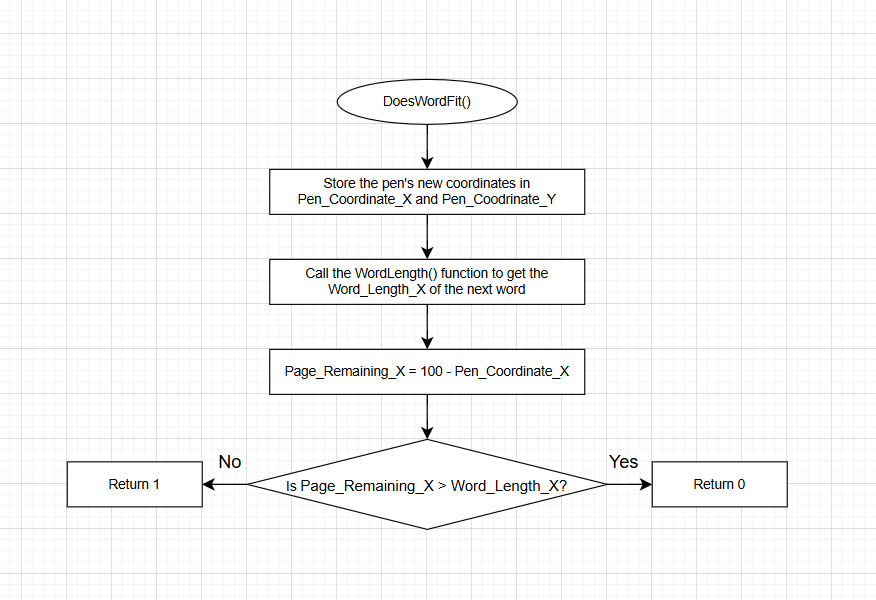 DoesWordFit()
Store the pen's new coordinates in
Pen_Coordinate_X and Pen_Coodrinate_Y
Call the WordLength() function to get the
Word_Length_X of the next word
Page_Remaining_X = 100 - Pen_Coordinate_X
Is Page_Remaining_X > Word_Length_X?
No
Yes
Return 1
Return 0